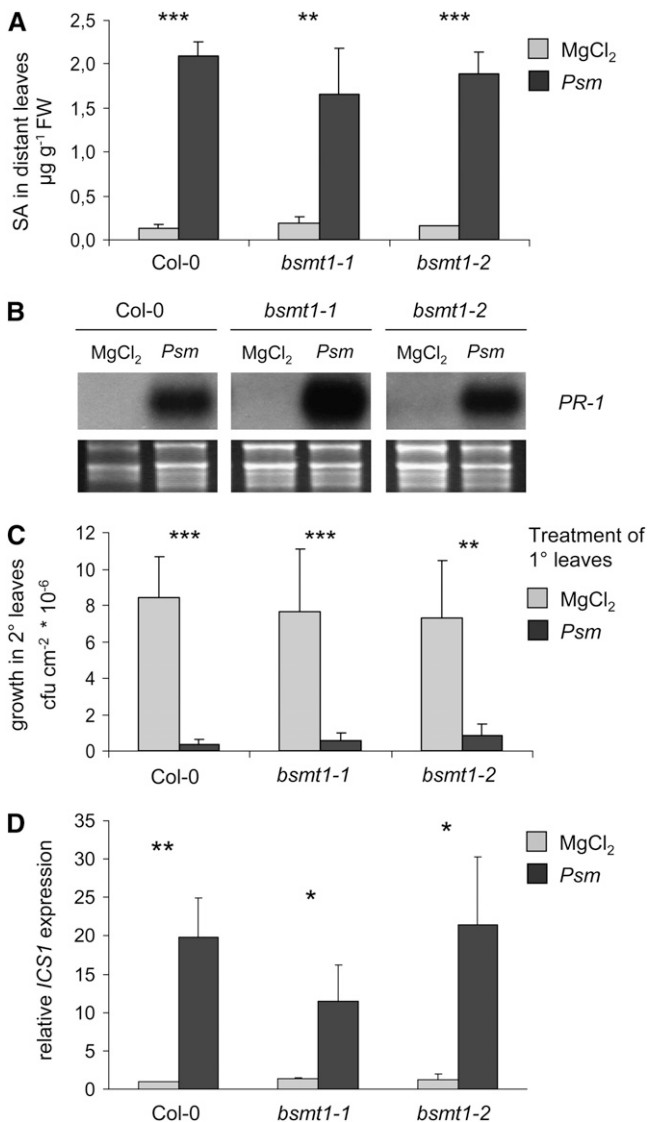 A
SA in distant leaves
µg g⁻¹ FW
2,5
2,0
1,5
1,0
0,5
0,0
***
**
***
MgCl₂
Psm
Col-0
bsmt1-1
bsmt1-2
B
Col-0
bsmt1-1
bsmt1-2
MgCl₂ Psm MgCl₂ Psm MgCl₂ Psm
PR-1
C
growth in 2° leaves
cfu cm⁻² * 10⁻⁶
12
10
8
6
4
2
0
***
***
**
Treatment of
1° leaves
MgCl₂
Psm
Col-0
bsmt1-1
bsmt1-2
D
relative ICS1 expression
35
30
25
20
15
10
5
0
**
*
*
MgCl₂
Psm
Col-0
bsmt1-1
bsmt1-2